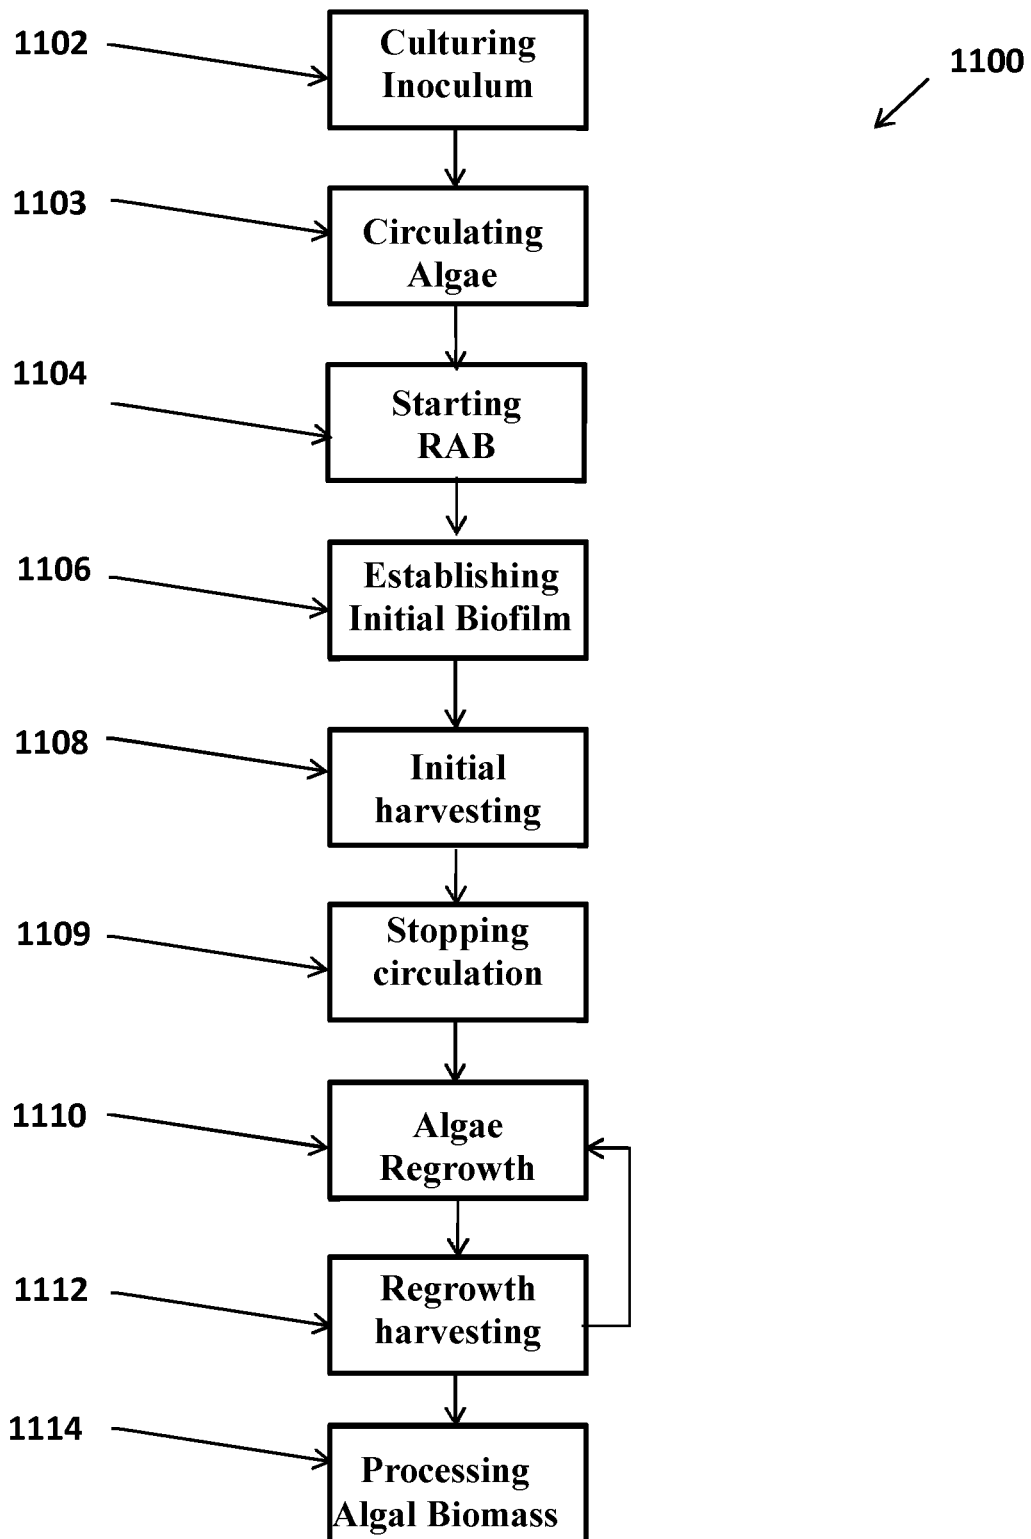 1102
Culturing
Inoculum
1100
1103
Circulating
Algae
1104
Starting
RAB
1106
Establishing
Initial Biofilm
1108
Initial
harvesting
1109
Stopping
circulation
1110
Algae
Regrowth
1112
Regrowth
harvesting
1114
Processing
Algal Biomass